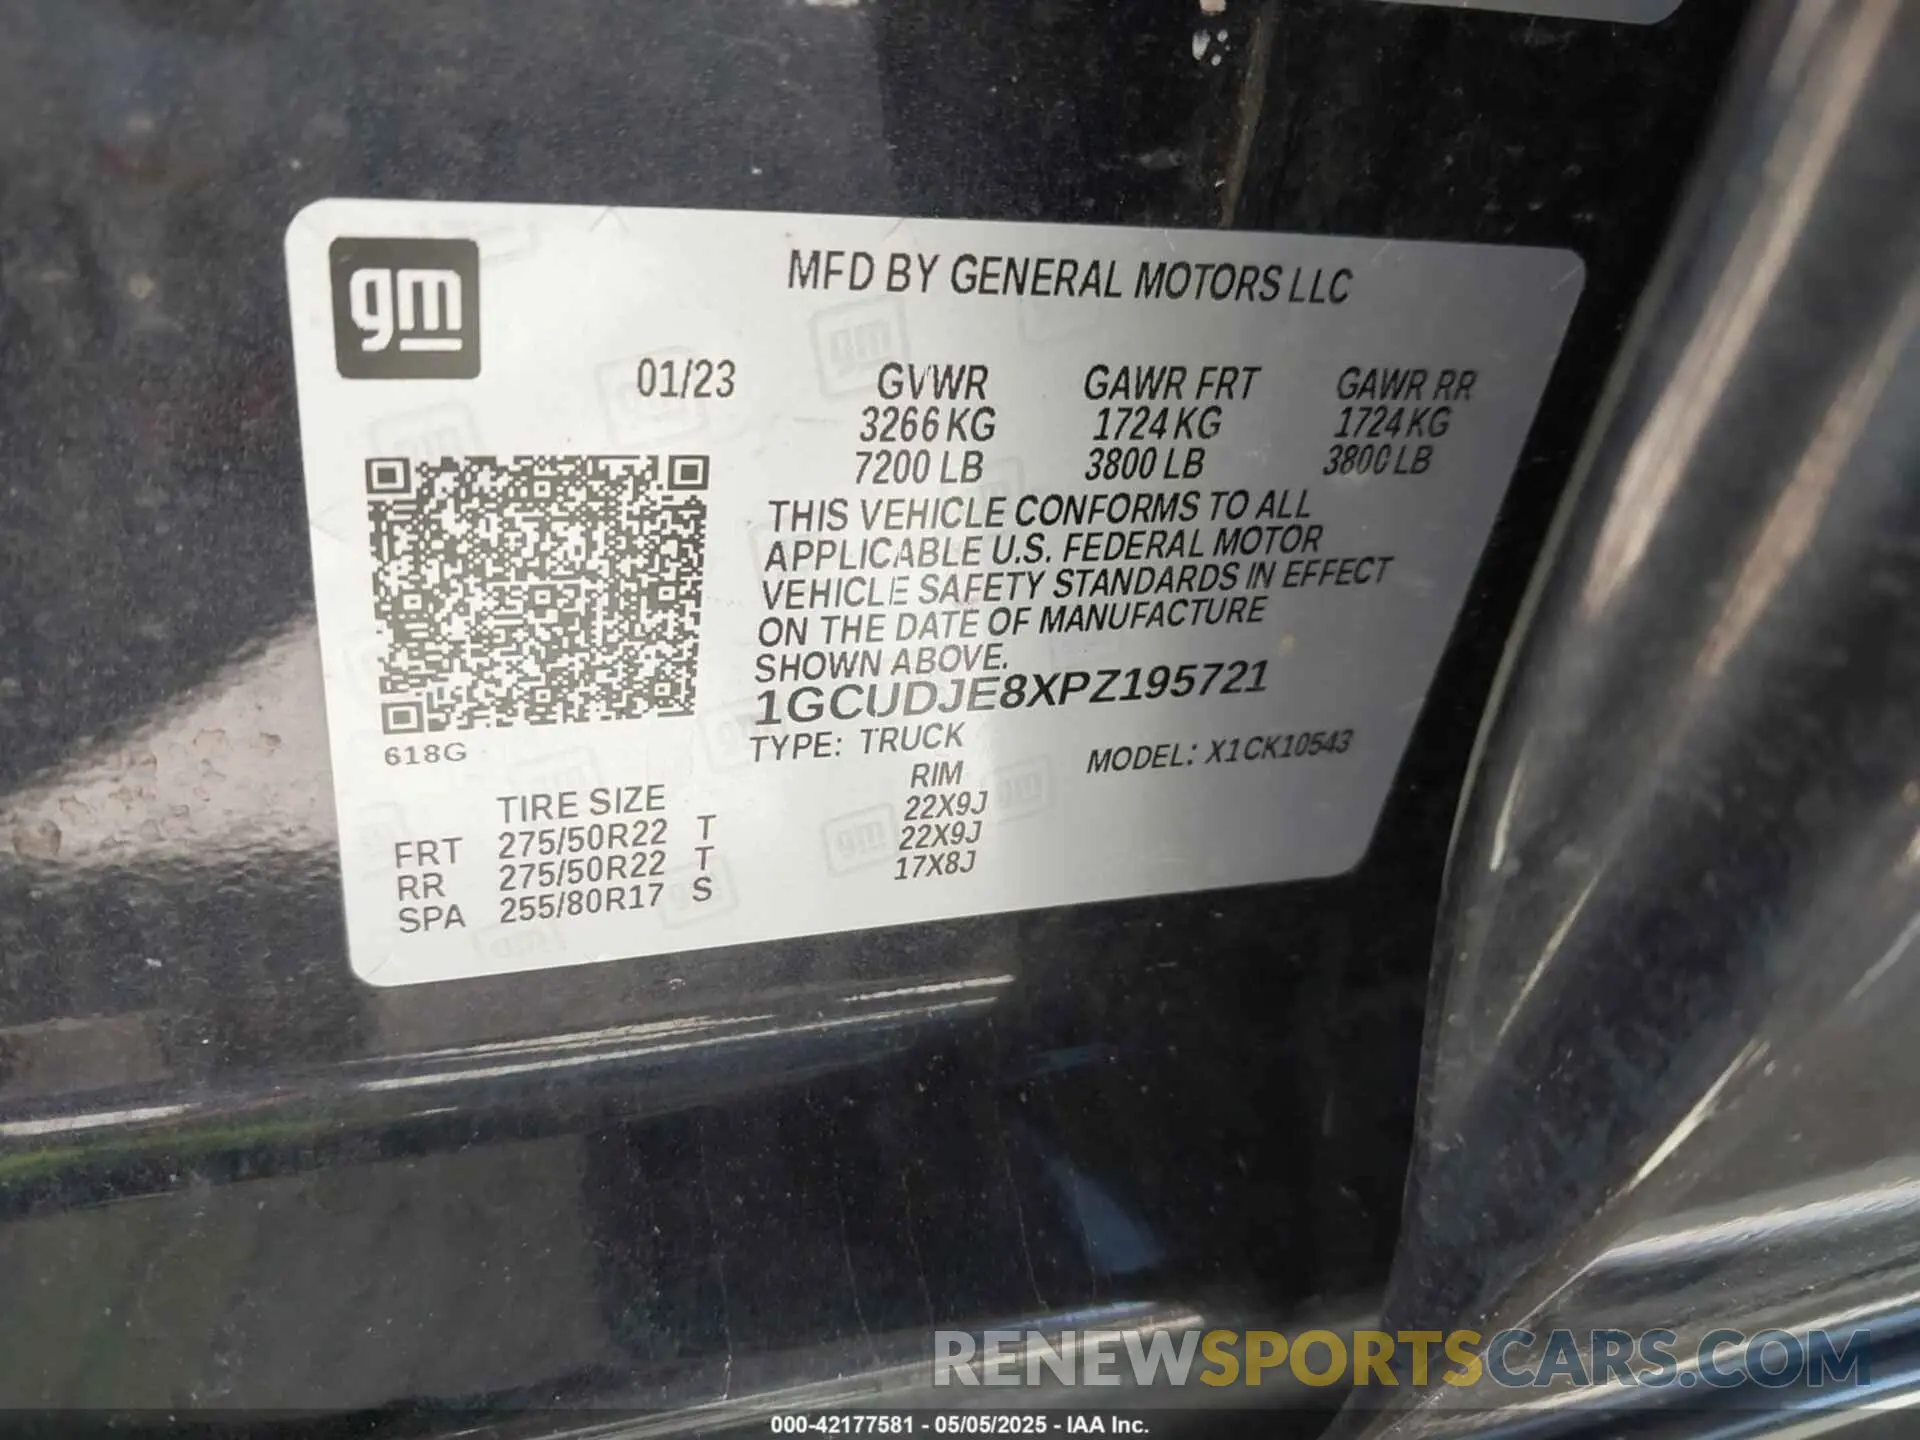 gm
MFD BY GENERAL MOTORS LLC
01/23 GVWR GAWR FRT GAWR RR
3266 KG 1724 KG 1724 KG
7200 LB 3800 LB 3800 LB
THIS VEHICLE CONFORMS TO ALL
APPLICABLE U.S. FEDERAL MOTOR
VEHICLE SAFETY STANDARDS IN EFFECT
ON THE DATE OF MANUFACTURE
SHOWN ABOVE.
1GCUDJE8XPZ195721
618G
TYPE: TRUCK MODEL: X1CK10543
TIRE SIZE RIM
FRT 275/50R22 T 22X9J
RR 275/50R22 T 22X9J
SPA 255/80R17 S 17X8J
RENEWSPORTSCARS.COM
000-42177581 - 05/05/2025 - IAA Inc.